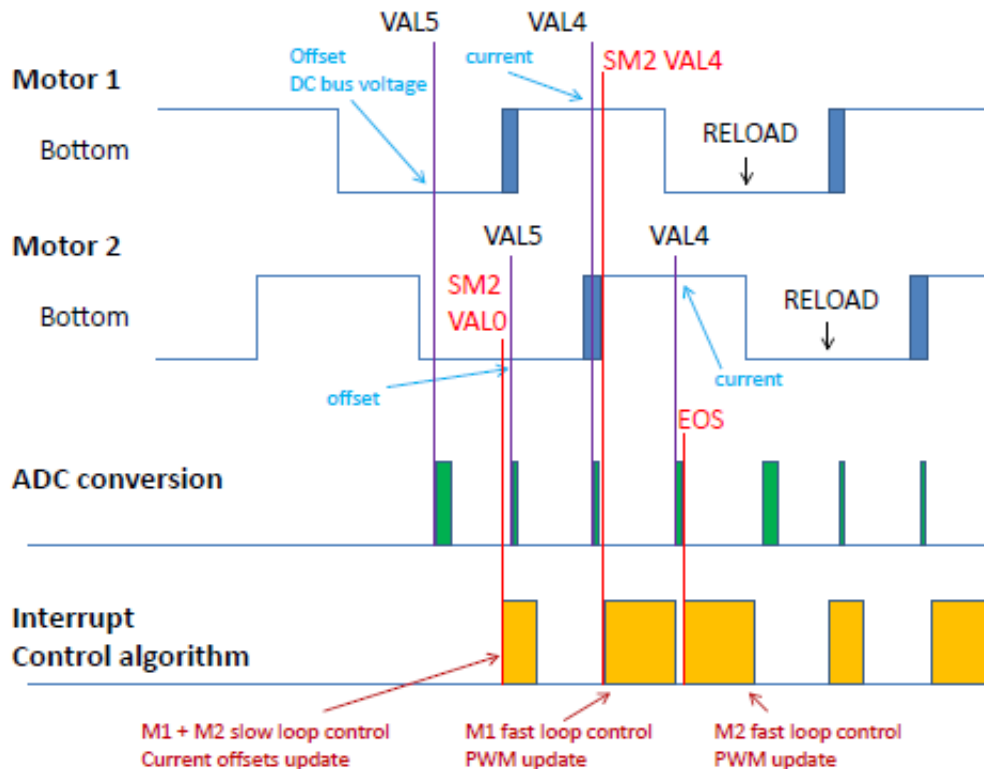 VAL5
VAL4
Offset
DC bus voltage
current
SM2 VAL4
Motor 1
Bottom
RELOAD
Motor 2
VAL5
VAL4
SM2
VAL0
Bottom
RELOAD
offset
current
EOS
ADC conversion
Interrupt
Control algorithm
M1 + M2 slow loop control
Current offsets update
M1 fast loop control
PWM update
M2 fast loop control
PWM update